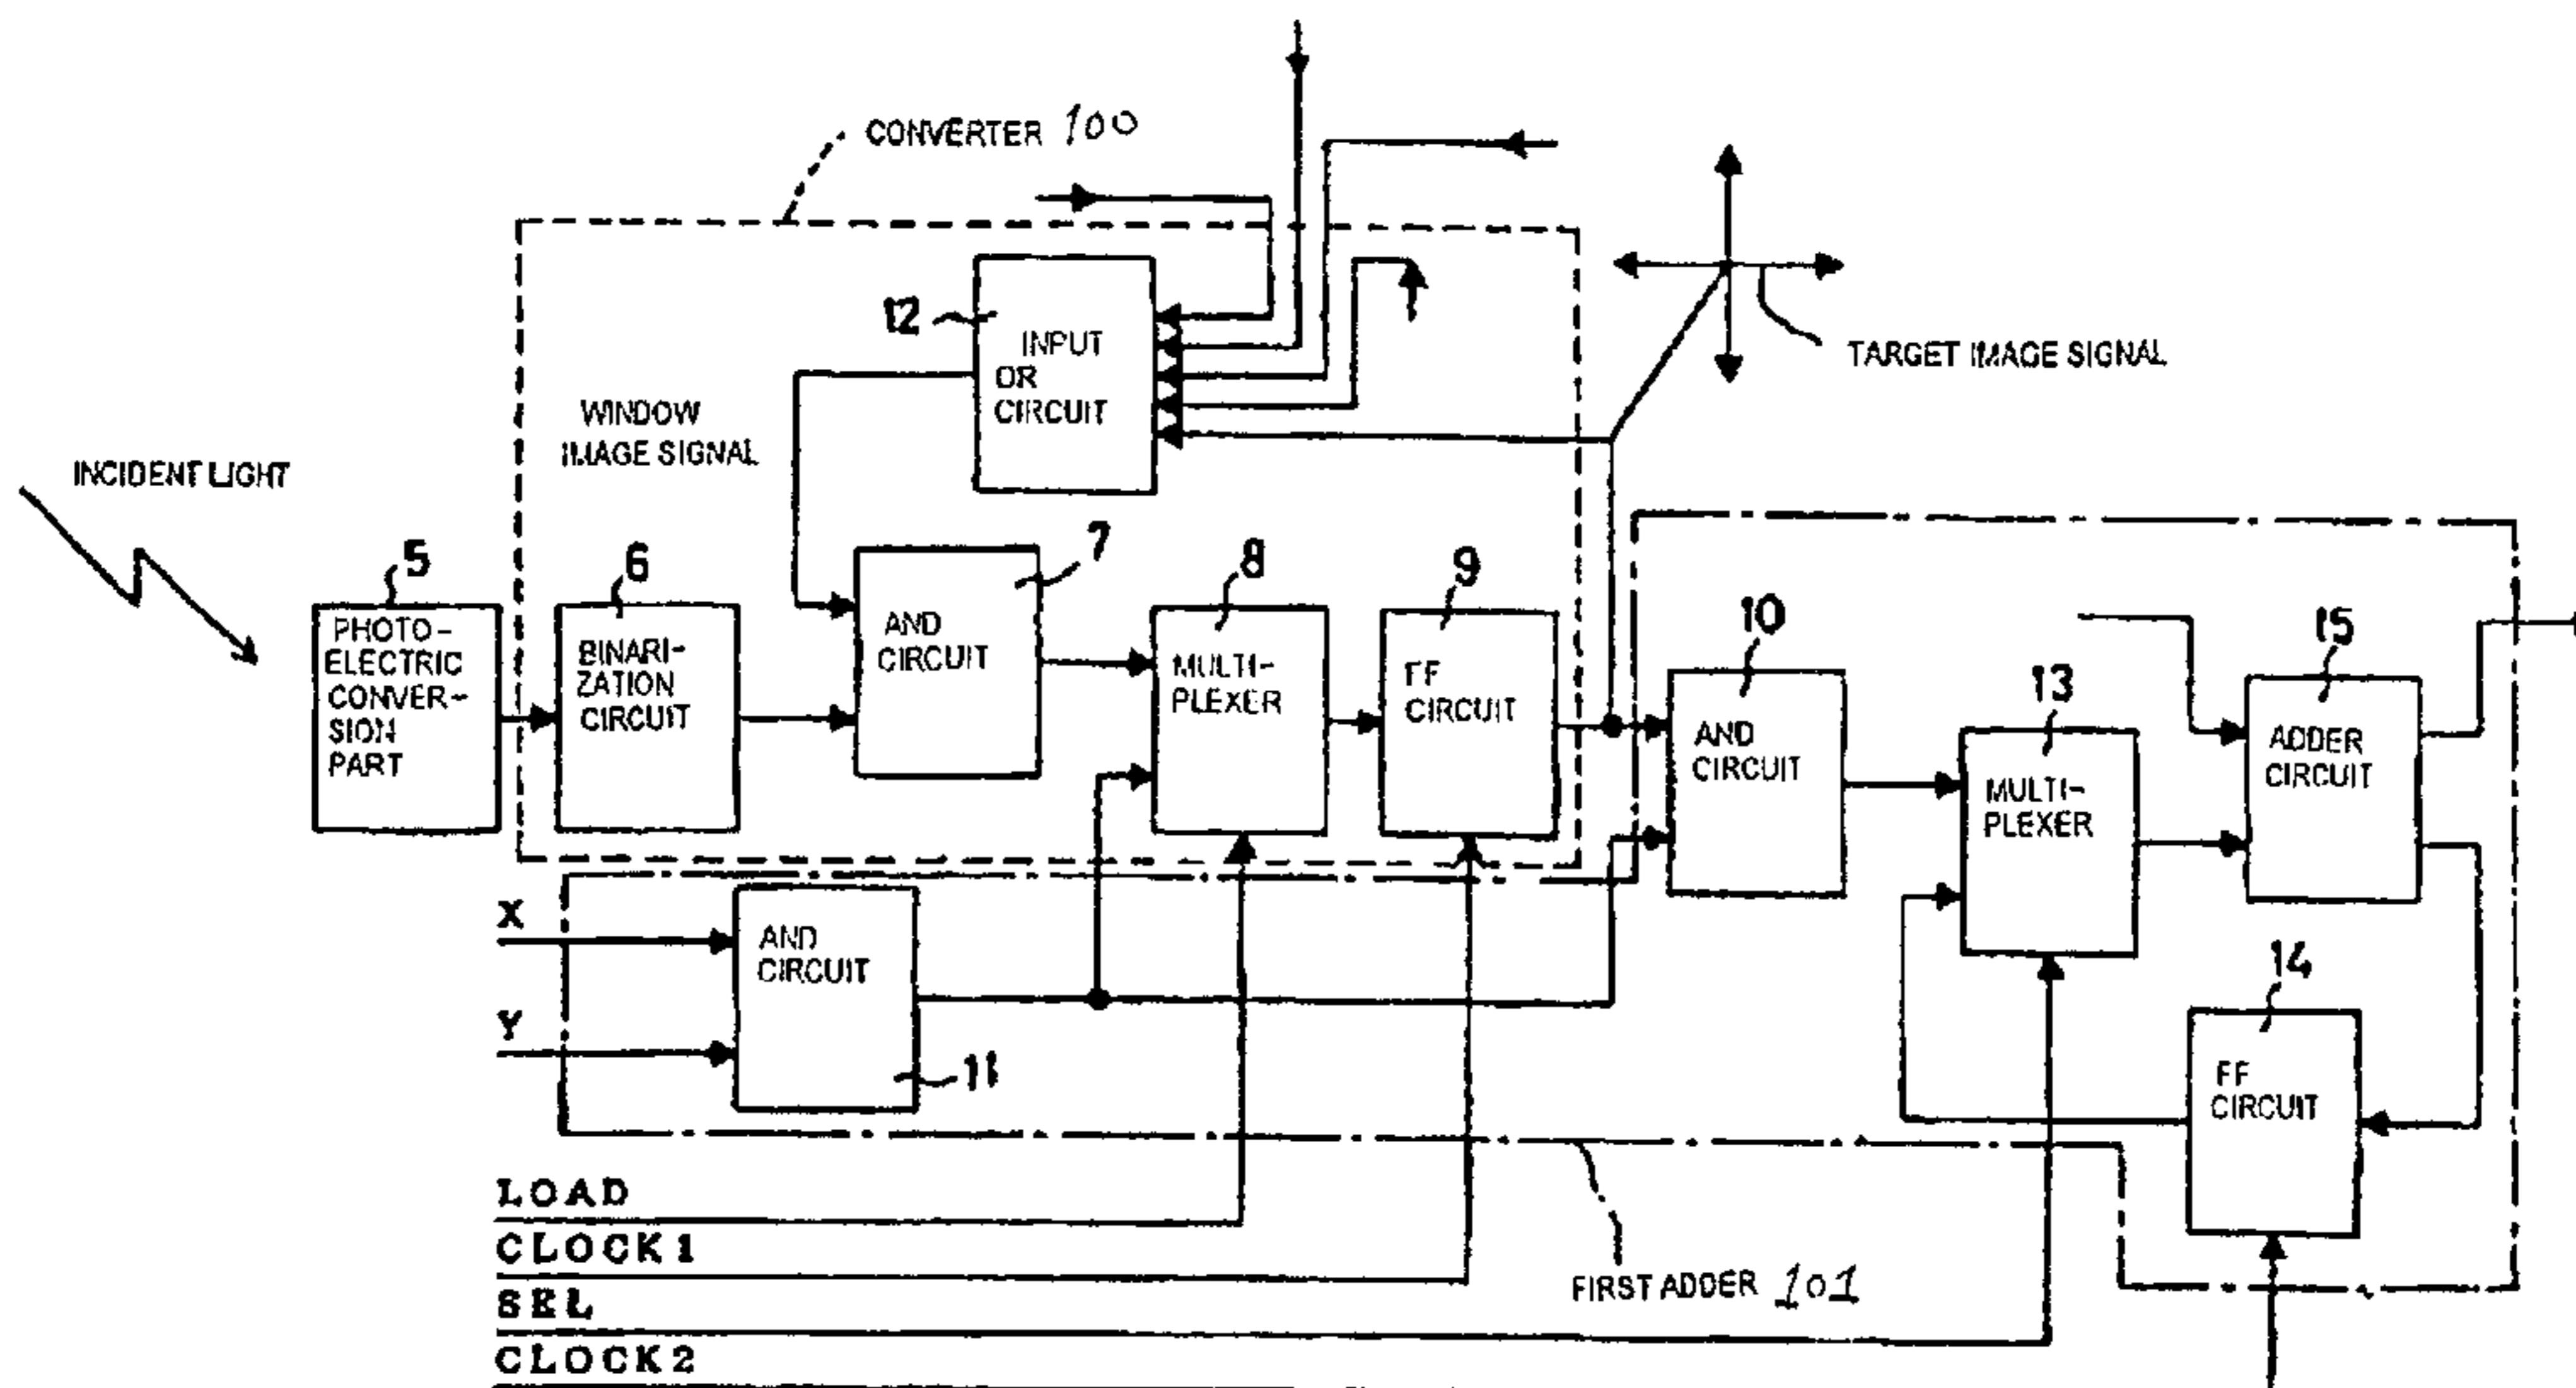 CONVERTER 100
12
INPUT
OR
CIRCUIT
TARGET IMAGE SIGNAL
WINDOW
IMAGE SIGNAL
INCIDENT LIGHT
5
PHOTO-
ELECTRIC
CONVER-
SION
PART
6
BINARI-
ZATION
CIRCUIT
7
AND
CIRCUIT
8
MULTI-
PLEXER
9
FF
CIRCUIT
10
AND
CIRCUIT
13
MULTI-
PLEXER
15
ADDER
CIRCUIT
X
Y
AND
CIRCUIT
11
14
FF
CIRCUIT
LOAD
CLOCK1
SEL
CLOCK2
FIRST ADDER 101